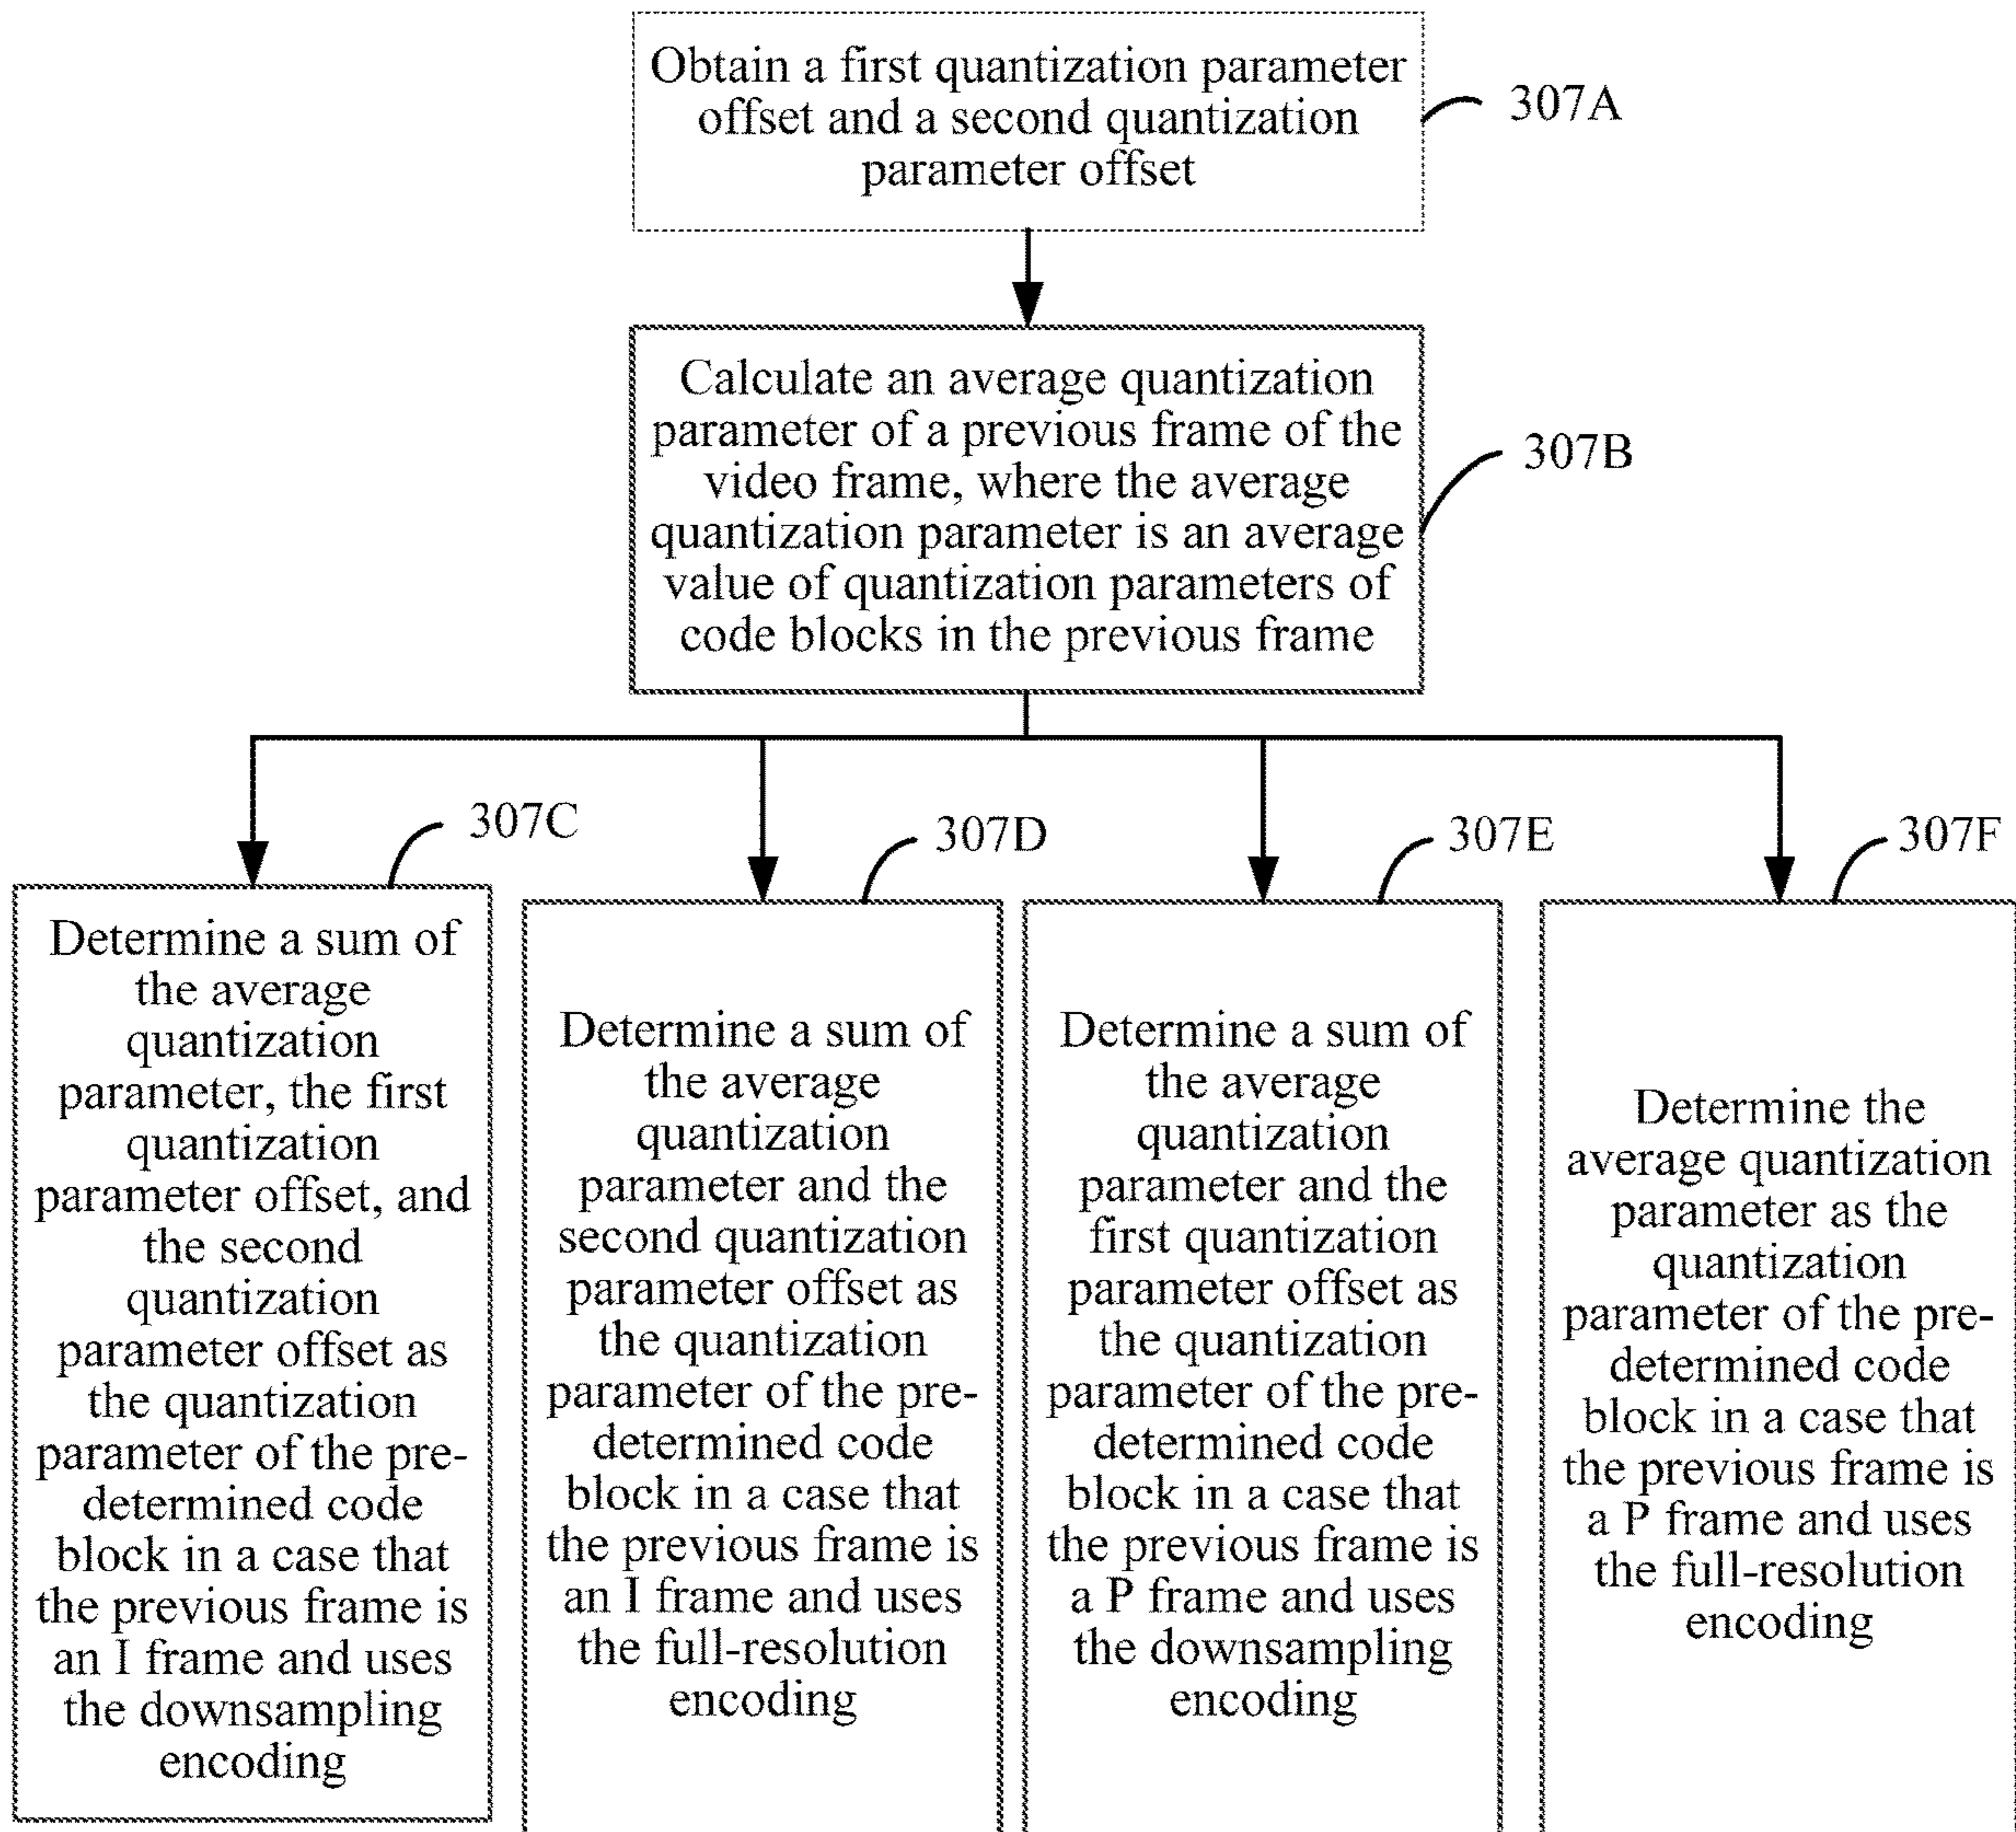 Obtain a first quantization parameter
offset and a second quantization
parameter offset
307A
Calculate an average quantization
parameter of a previous frame of the
video frame, where the average
quantization parameter is an average
value of quantization parameters of
code blocks in the previous frame
307B
307C
Determine a sum of
the average
quantization
parameter, the first
quantization
parameter offset, and
the second
quantization
parameter offset as
the quantization
parameter of the pre-
determined code
block in a case that
the previous frame is
an I frame and uses
the downsampling
encoding
307D
Determine a sum of
the average
quantization
parameter and the
second quantization
parameter offset as
the quantization
parameter of the pre-
determined code
block in a case that
the previous frame is
an I frame and uses
the full-resolution
encoding
307E
Determine a sum of
the average
quantization
parameter and the
first quantization
parameter offset as
the quantization
parameter of the pre-
determined code
block in a case that
the previous frame is
a P frame and uses
the downsampling
encoding
307F
Determine the
average quantization
parameter as the
quantization
parameter of the pre-
determined code
block in a case that
the previous frame is
a P frame and uses
the full-resolution
encoding